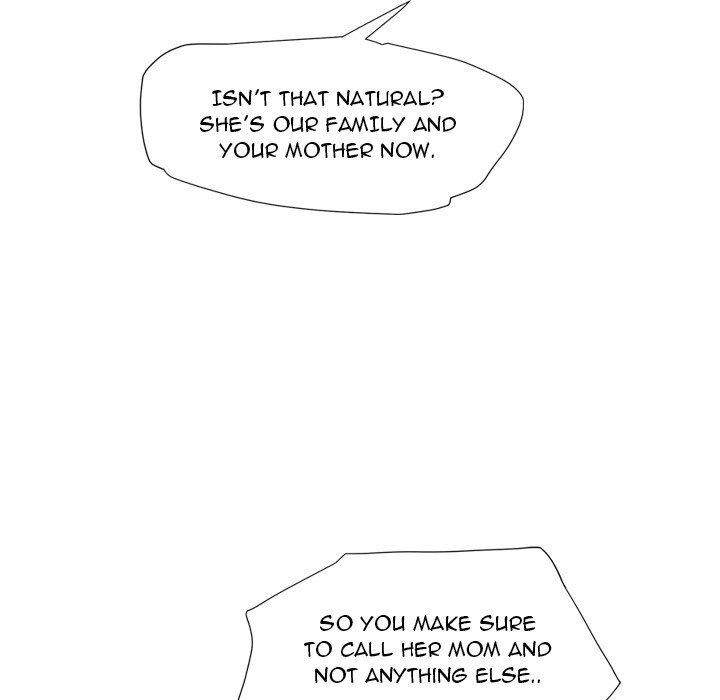 ISN'T THAT NATURAL?
SHE'S OUR FAMILY AND
YOUR MOTHER NOW.
SO YOU MAKE SURE
TO CALL HER MOM AND
NOT ANYTHING ELSE..